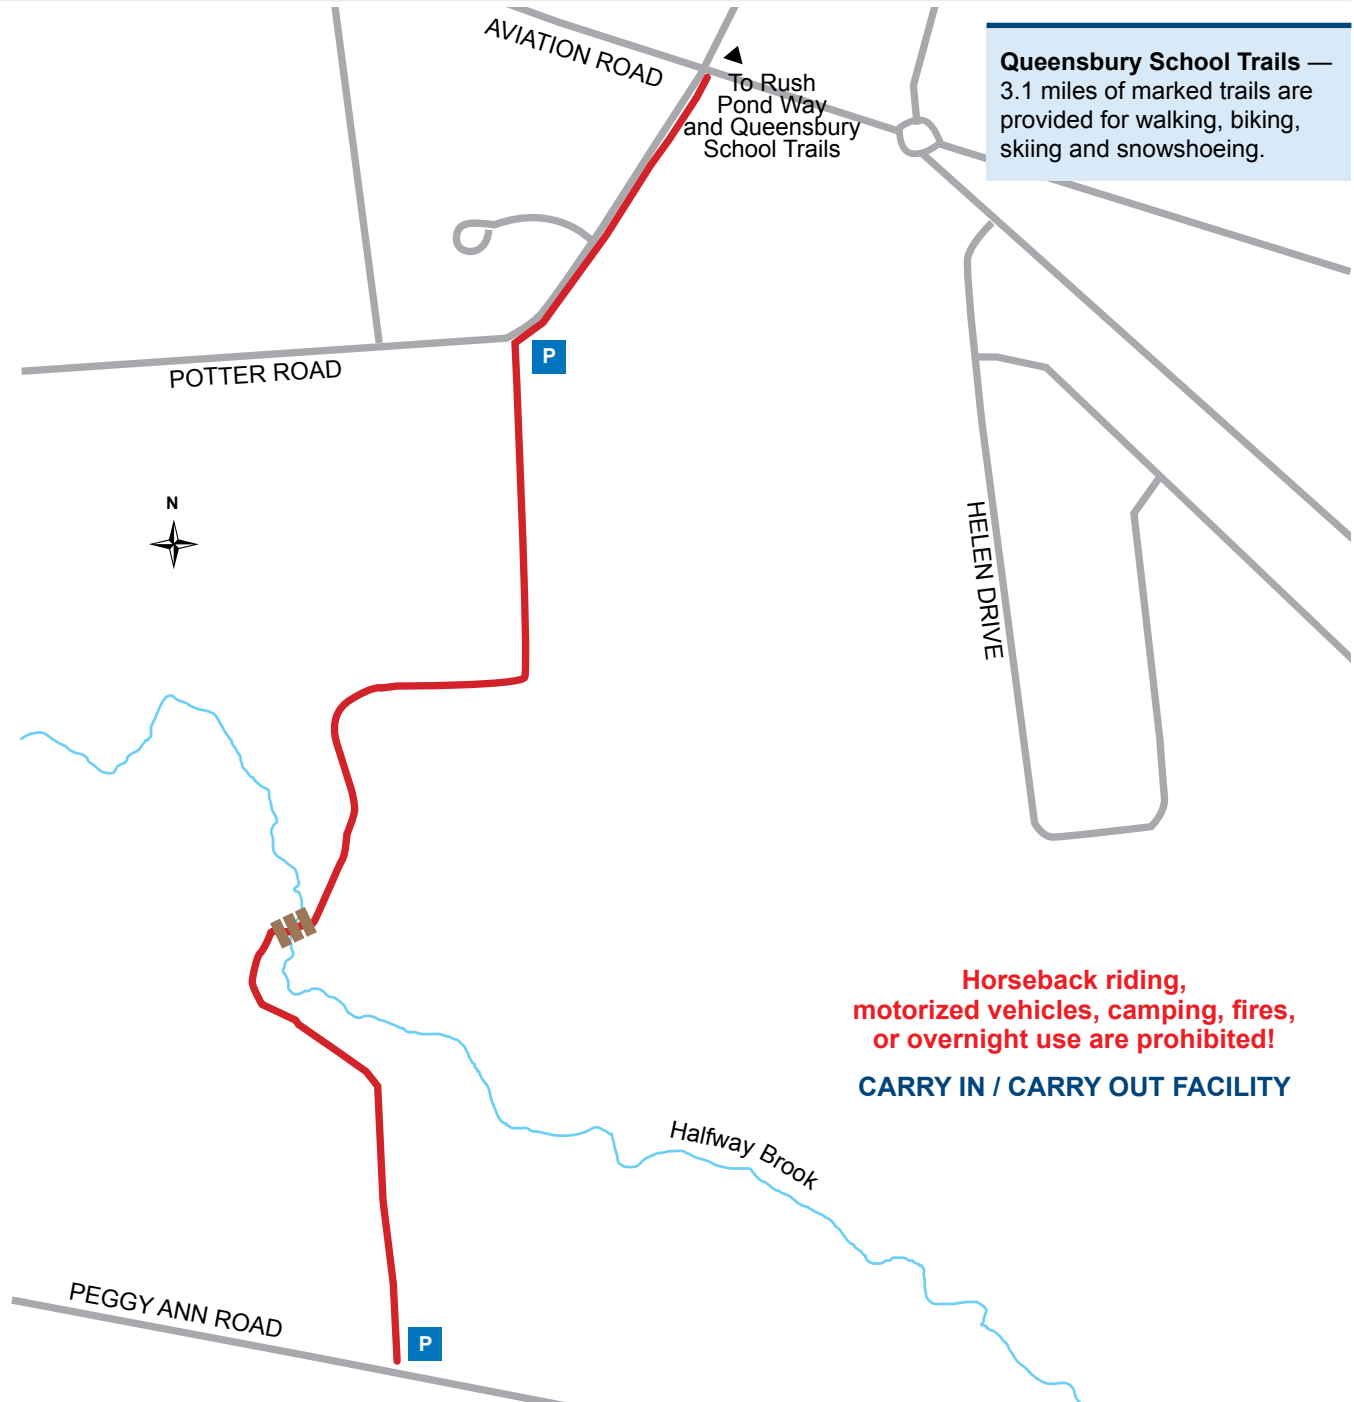 AVIATION ROAD
To Rush
Pond Way
and Queensbury
School Trails
Queensbury School Trails —
3.1 miles of marked trails are
provided for walking, biking,
skiing and snowshoeing.
P
POTTER ROAD
N
HELEN DRIVE
Horseback riding,
motorized vehicles, camping, fires,
or overnight use are prohibited!
CARRY IN / CARRY OUT FACILITY
Halfway Brook
PEGGY ANN ROAD
P